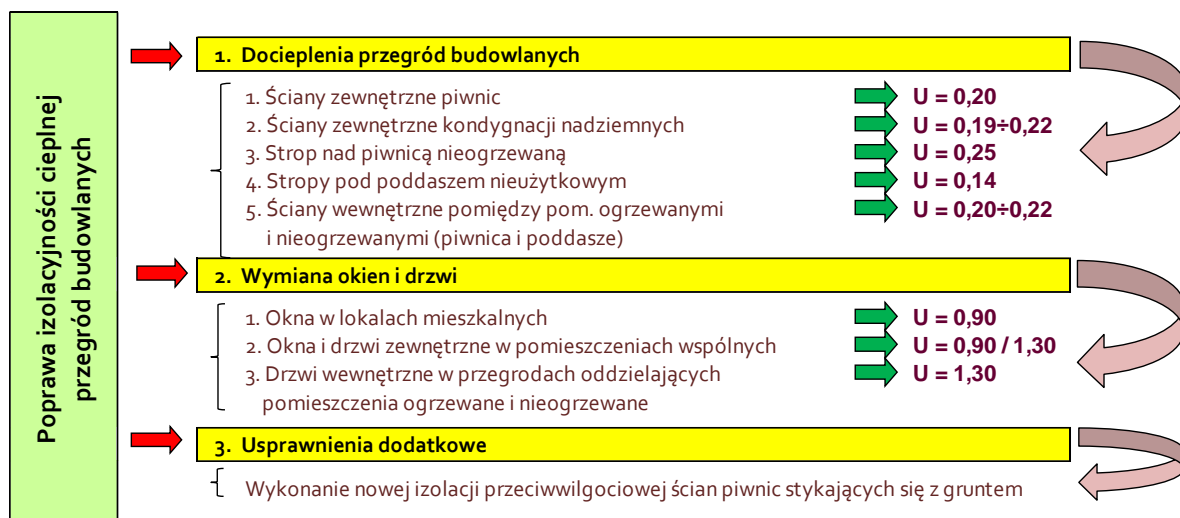 Poprawa izolacyjności cieplnej
przegród budowlanych
1. Docieplenia przegród budowlanych
1. Ściany zewnętrzne piwnic U = 0,20
2. Ściany zewnętrzne kondygnacji nadziemnych U = 0,19÷0,22
3. Strop nad piwnicą nieogrzewaną U = 0,25
4. Stropy pod poddaszem nieużytkowym U = 0,14
5. Ściany wewnętrzne pomiędzy pom. ogrzewanymi U = 0,20÷0,22
i nieogrzewanymi (piwnica i poddasze)
2. Wymiana okien i drzwi
1. Okna w lokalach mieszkalnych U = 0,90
2. Okna i drzwi zewnętrzne w pomieszczeniach wspólnych U = 0,90 / 1,30
3. Drzwi wewnętrzne w przegrodach oddzielających U = 1,30
pomieszczenia ogrzewane i nieogrzewane
3. Usprawnienia dodatkowe
Wykonanie nowej izolacji przeciwwilgociowej ścian piwnic stykających się z gruntem